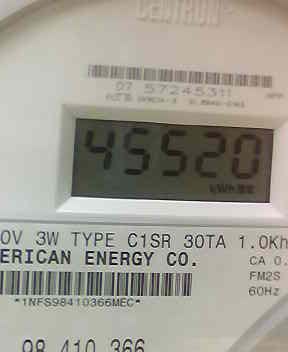 CENTRON
07 57245311
45520
kWh
0V 3W TYPE C1SR 30TA 1.0Kh
ERICAN ENERGY CO.
CA 0.
FM2S
60Hz
*1NFS98410366MEC*
98 410 366